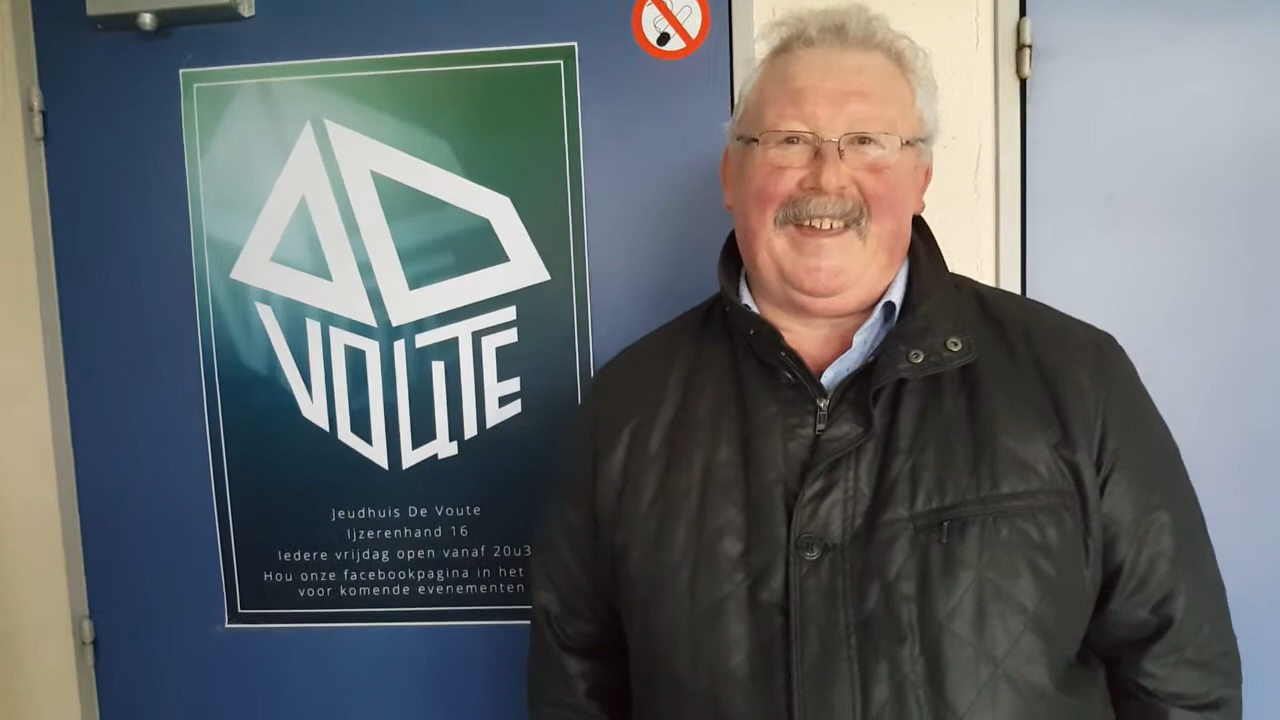 AD
VOUTE
Jeudhuis De Voute
Ijzerenhand 16
Iedere vrijdag open vanaf 20u3
Hou onze facebookpagina in het
voor komende evenementen